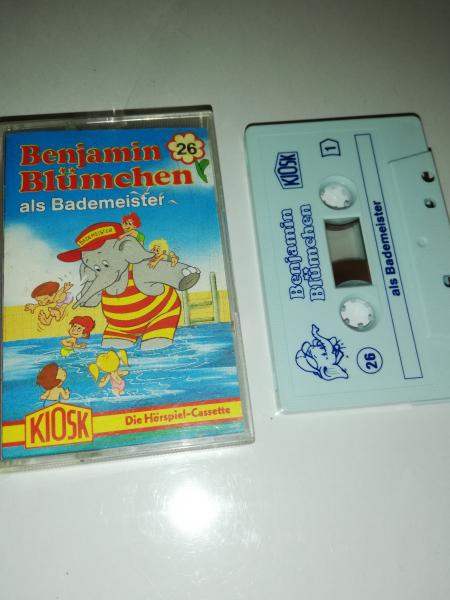 Benjamin
26
Blümchen
als Bademeister
BADEMEISTER
KIOSK
Die Hörspiel-Cassette
KIOSK
1
Benjamin
Blümchen
als Bademeister
26